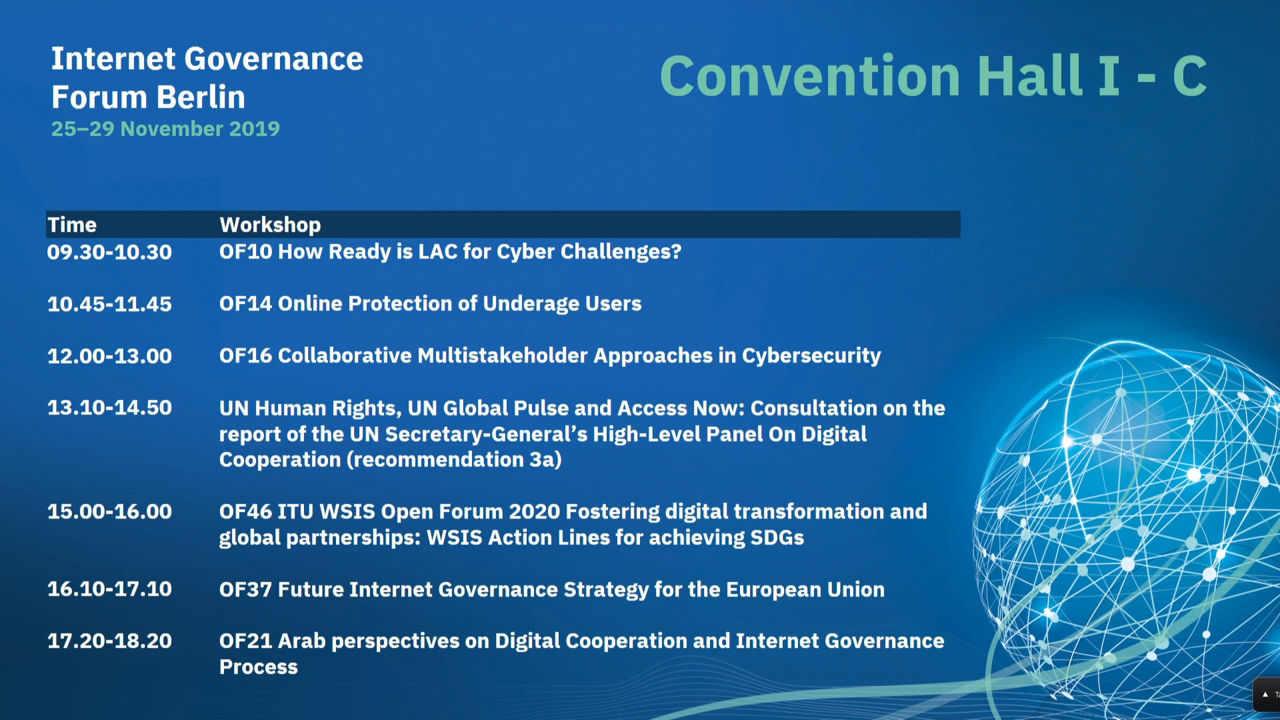 Internet Governance
Forum Berlin
25–29 November 2019
Convention Hall I - C
Time Workshop
09.30-10.30 OF10 How Ready is LAC for Cyber Challenges?
10.45-11.45 OF14 Online Protection of Underage Users
12.00-13.00 OF16 Collaborative Multistakeholder Approaches in Cybersecurity
13.10-14.50 UN Human Rights, UN Global Pulse and Access Now: Consultation on the
report of the UN Secretary-General’s High-Level Panel On Digital
Cooperation (recommendation 3a)
15.00-16.00 OF46 ITU WSIS Open Forum 2020 Fostering digital transformation and
global partnerships: WSIS Action Lines for achieving SDGs
16.10-17.10 OF37 Future Internet Governance Strategy for the European Union
17.20-18.20 OF21 Arab perspectives on Digital Cooperation and Internet Governance
Process